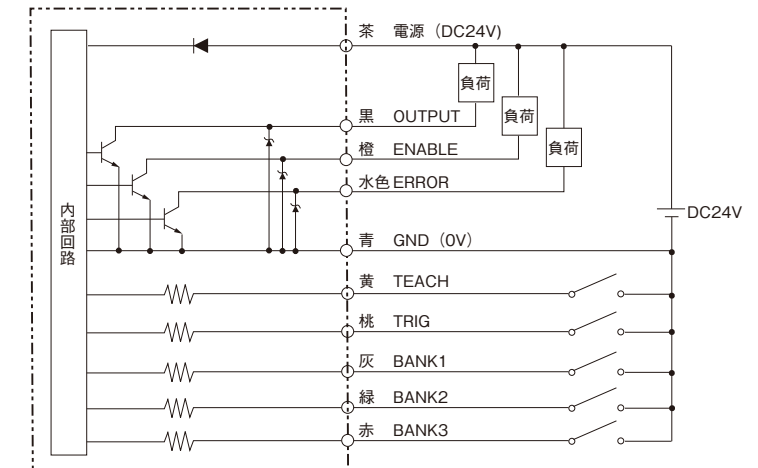 茶 電源（DC24V)
負荷
負荷
負荷
黒 OUTPUT
橙 ENABLE
水色 ERROR
内部回路
DC24V
青 GND（0V）
黄 TEACH
桃 TRIG
灰 BANK1
緑 BANK2
赤 BANK3